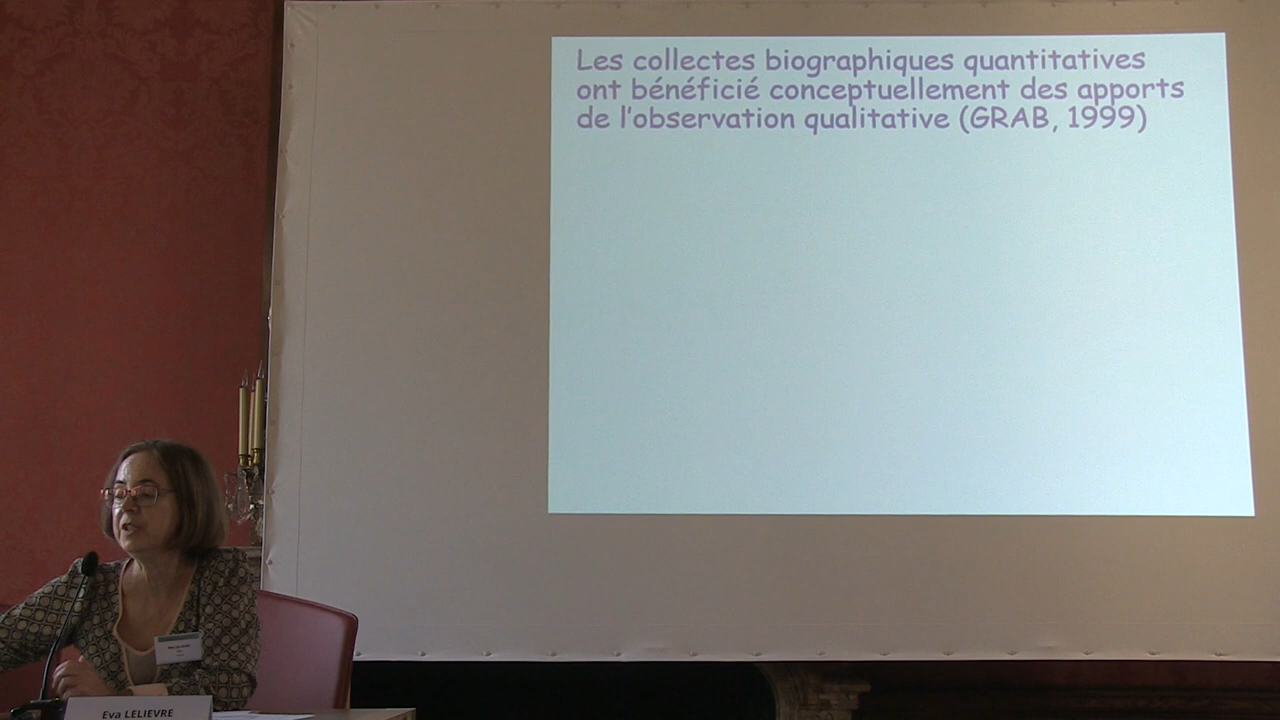 Les collectes biographiques quantitatives
ont bénéficié conceptuellement des apports
de l'observation qualitative (GRAB, 1999)
Eva LELIEVRE